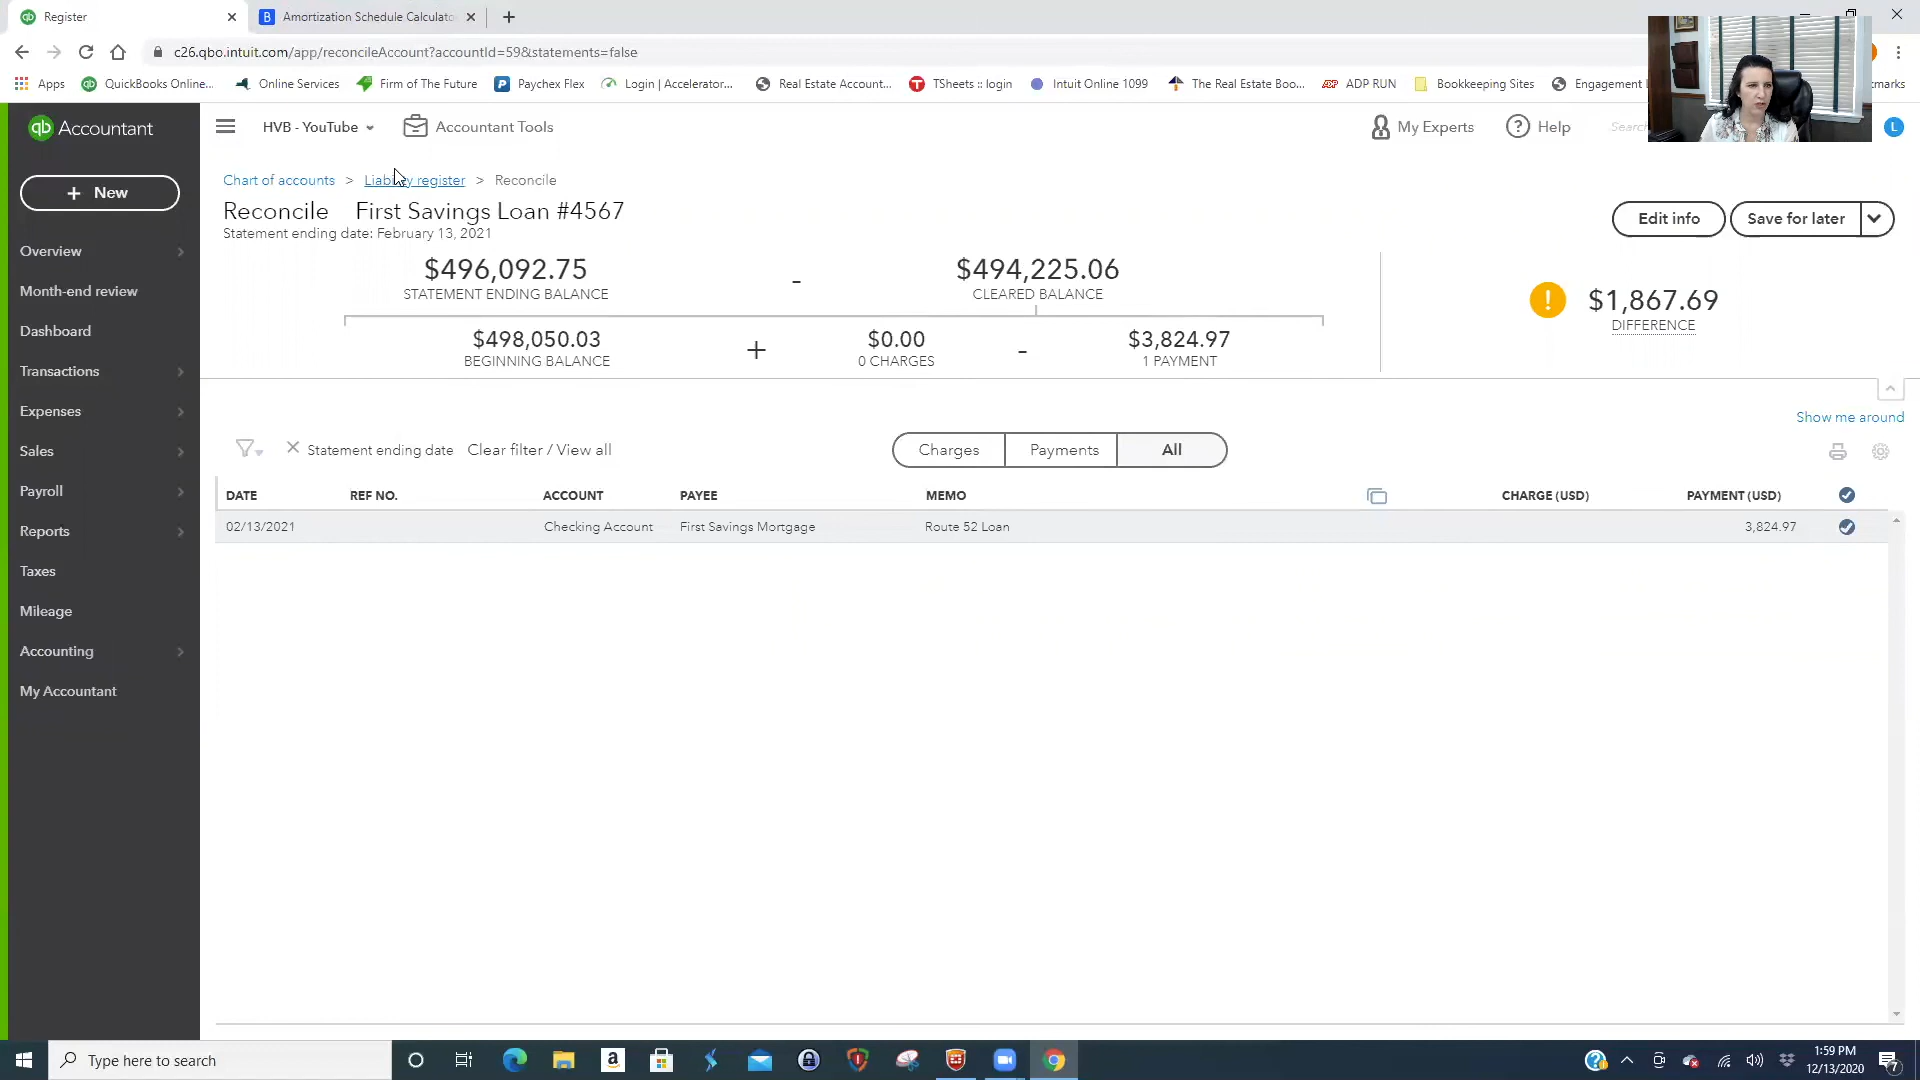 Register
Amortization Schedule Calculato
c26.qbo.intuit.com/app/reconcileAccount?accountId=59&statements=false
Apps QuickBooks Online... Online Services Firm of The Future Paychex Flex Login | Accelerator... Real Estate Account... TSheets :: login Intuit Online 1099 The Real Estate Boo... ADP RUN Bookkeeping Sites Engagement marks
qb Accountant
HVB - YouTube
Accountant Tools
My Experts
Help
Search
L
+ New
Overview
Month-end review
Dashboard
Transactions
Expenses
Sales
Payroll
Reports
Taxes
Mileage
Accounting
My Accountant
Chart of accounts > Liability register > Reconcile
Reconcile First Savings Loan #4567
Statement ending date: February 13, 2021
Edit info
Save for later
$496,092.75 - $494,225.06
STATEMENT ENDING BALANCE CLEARED BALANCE
! $1,867.69
DIFFERENCE
$498,050.03 + $0.00 - $3,824.97
BEGINNING BALANCE 0 CHARGES 1 PAYMENT
Show me around
Statement ending date Clear filter / View all
Charges Payments All
DATE REF NO. ACCOUNT PAYEE MEMO CHARGE (USD) PAYMENT (USD)
02/13/2021 Checking Account First Savings Mortgage Route 52 Loan 3,824.97
Type here to search
1:59 PM
12/13/2020
7